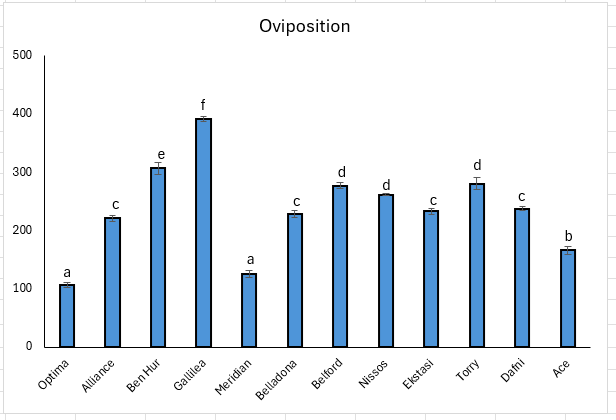 Oviposition
500
400
300
200
100
0
a
c
e
f
a
c
d
d
c
d
c
b
Optima
Alliance
Ben Hur
Gallilea
Meridian
Belladona
Belford
Nissos
Ekstasi
Torry
Dafni
Ace